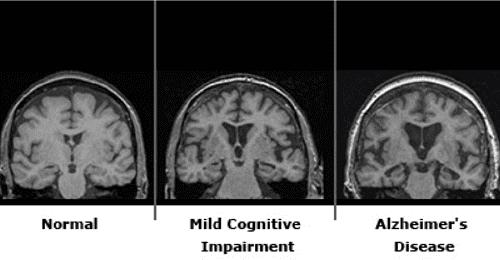 Normal
Mild Cognitive
Impairment
Alzheimer's
Disease